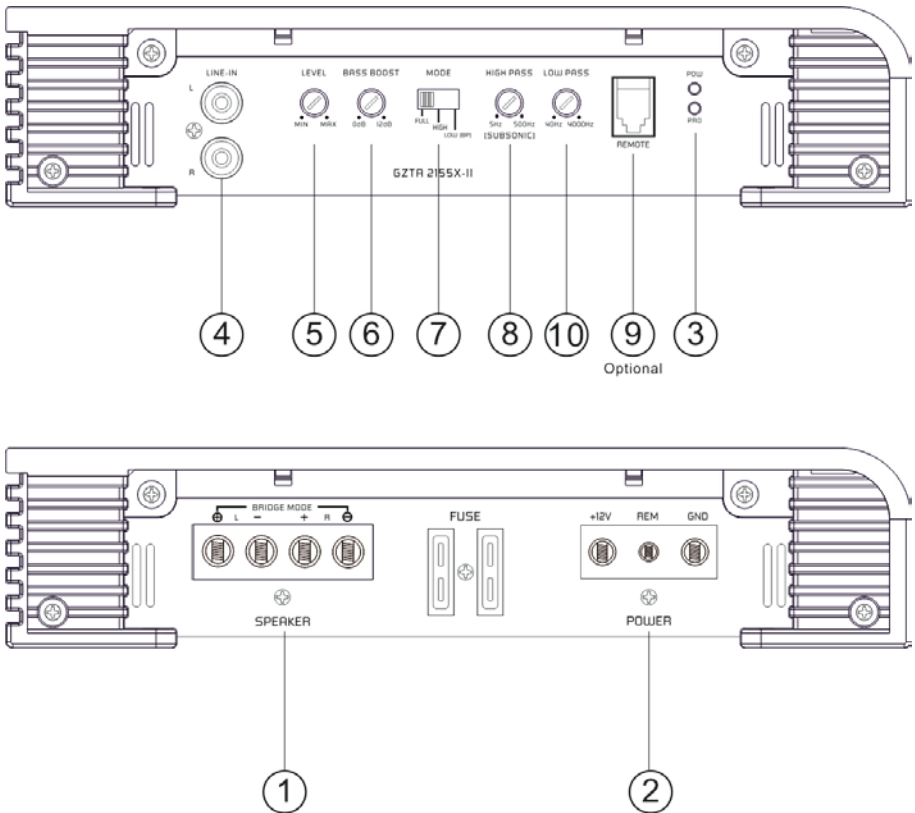 LINE-IN LEVEL BASS BOOST MODE HIGH PASS LOW PASS POW
L
MIN MAX 0dB 12dB FULL HIGH LOW (BP) 5Hz 500Hz 40Hz 4000Hz PRO
(SUBSONIC) REMOTE
R
GZTA 2155X-II
4 5 6 7 8 10 9 3
Optional
BRIDGE MODE
⊕ L − + R ⊖
FUSE
+12V REM GND
SPEAKER
POWER
1 2